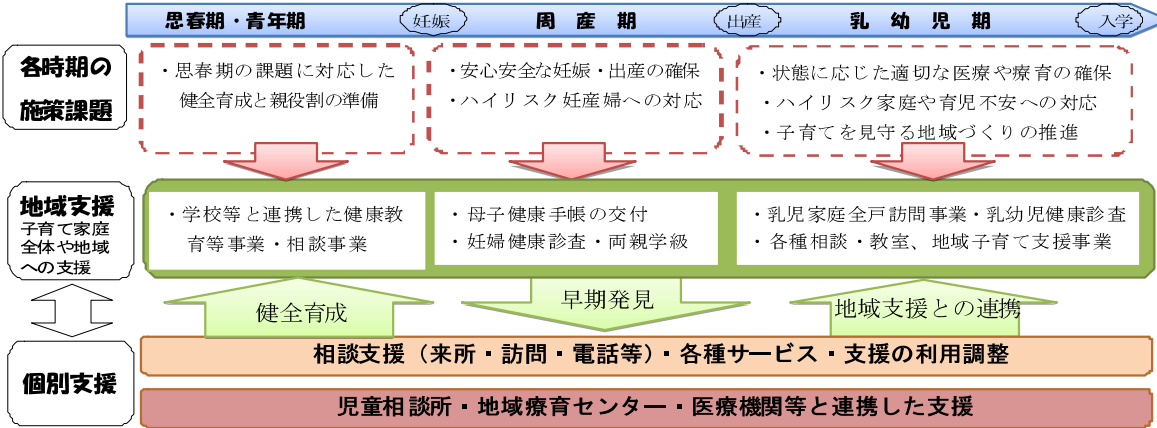 思春期・青年期
妊娠
周産期
出産
乳幼児期
入学
各時期の
施策課題
・思春期の課題に対応した
健全育成と親役割の準備
・安心安全な妊娠・出産の確保
・ハイリスク妊産婦への対応
・状態に応じた適切な医療や療育の確保
・ハイリスク家庭や育児不安への対応
・子育てを見守る地域づくりの推進
地域支援
子育て家庭
全体や地域
への支援
・学校等と連携した健康教
育等事業・相談事業
・母子健康手帳の交付
・妊婦健康診査・両親学級
・乳児家庭全戸訪問事業・乳幼児健康診査
・各種相談・教室、地域子育て支援事業
健全育成
早期発見
地域支援との連携
個別支援
相談支援（来所・訪問・電話等）・各種サービス・支援の利用調整
児童相談所・地域療育センター・医療機関等と連携した支援